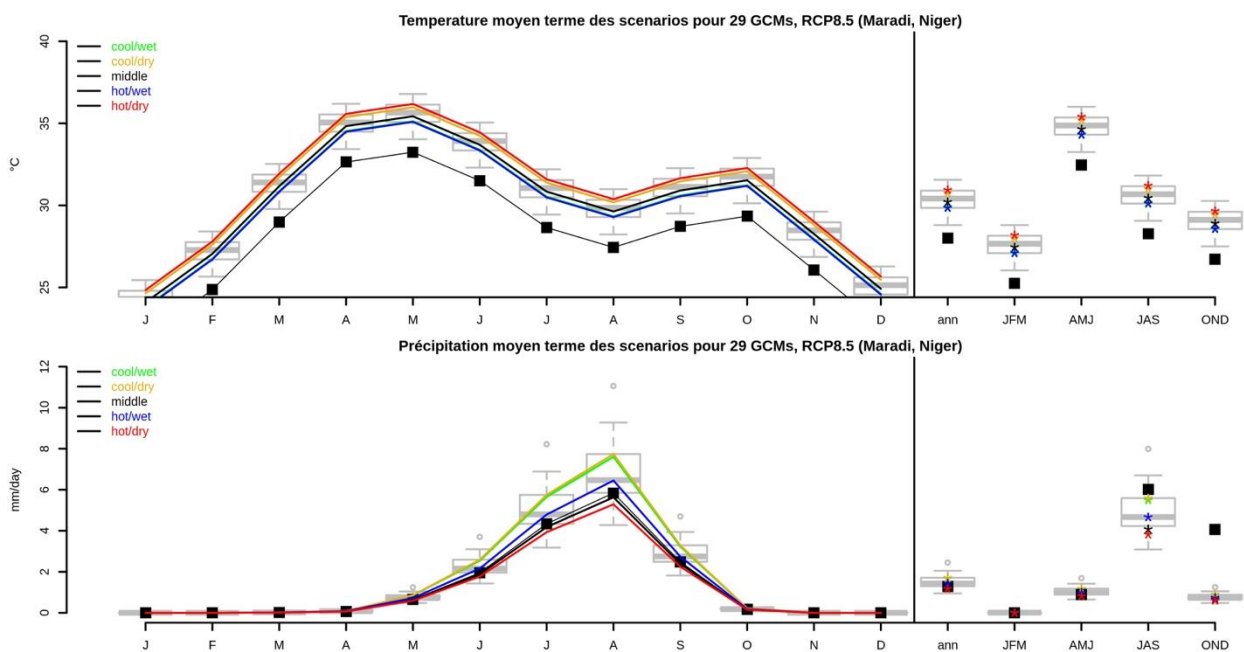 Temperature moyen terme des scenarios pour 29 GCMs, RCP8.5 (Maradi, Niger)
40
35
30
25
°C
cool/wet
cool/dry
middle
hot/wet
hot/dry
J F M A M J J A S O N D ann JFM AMJ JAS OND
Précipitation moyen terme des scenarios pour 29 GCMs, RCP8.5 (Maradi, Niger)
12
10
8
6
4
2
0
mm/day
cool/wet
cool/dry
middle
hot/wet
hot/dry
J F M A M J J A S O N D ann JFM AMJ JAS OND